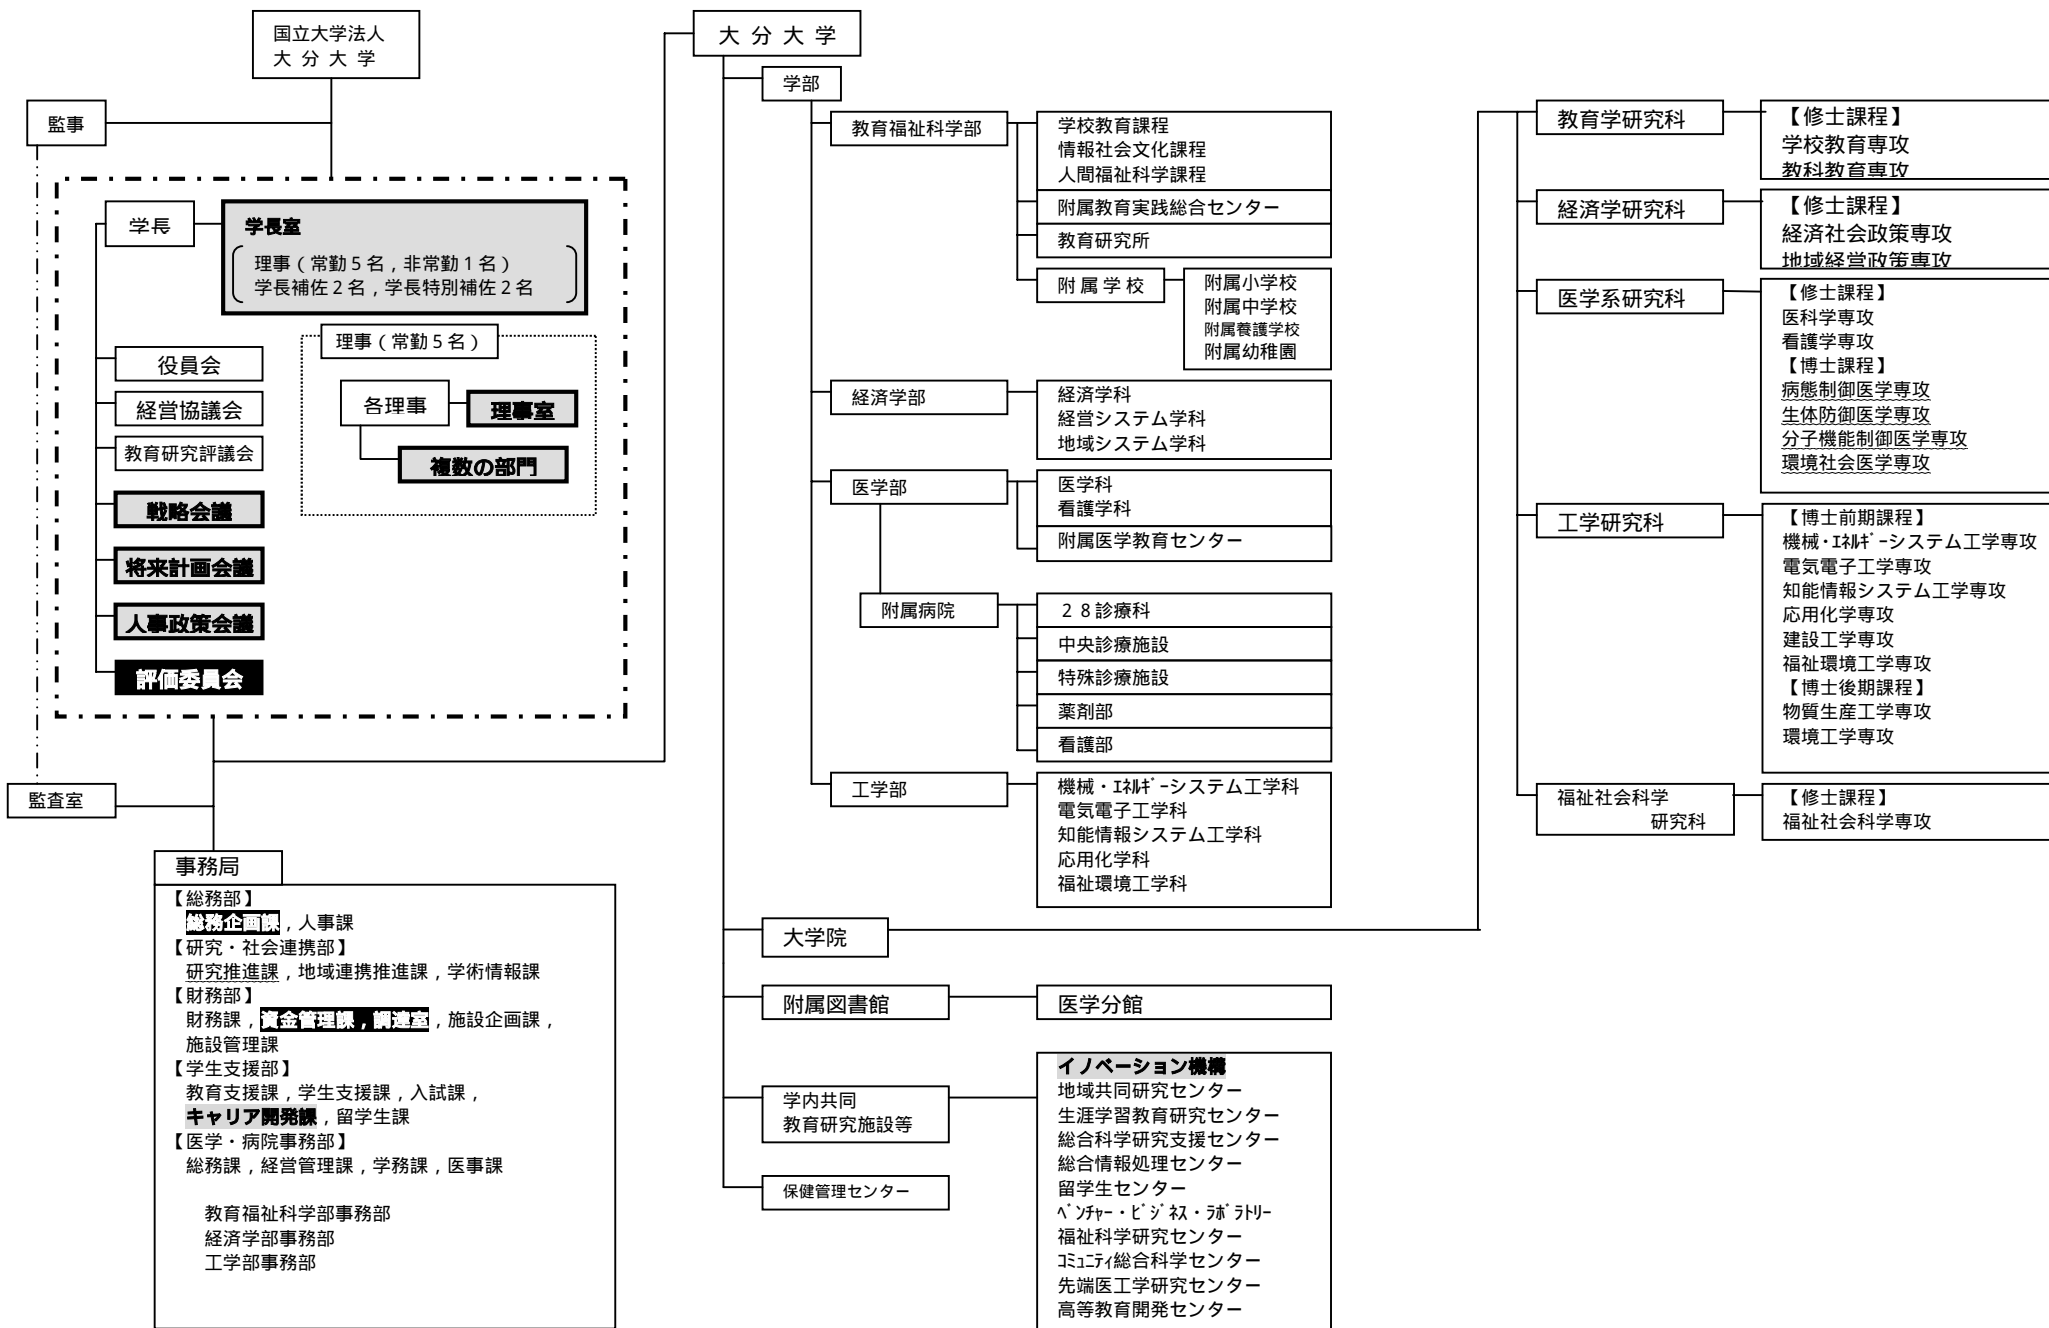 国立大学法人
大 分 大 学
監事
学長
学長室
理事（常勤５名，非常勤１名）
学長補佐２名，学長特別補佐２名
理事（常勤５名）
各理事
理事室
複数の部門
役員会
経営協議会
教育研究評議会
戦略会議
将来計画会議
人事政策会議
評価委員会
監査室
事務局
【総務部】
総務企画課，人事課
【研究・社会連携部】
研究推進課，地域連携推進課，学術情報課
【財務部】
財務課，資金管理課，調達室，施設企画課，
施設管理課
【学生支援部】
教育支援課，学生支援課，入試課，
キャリア開発課，留学生課
【医学・病院事務部】
総務課，経営管理課，学務課，医事課
教育福祉科学部事務部
経済学部事務部
工学部事務部
大 分 大 学
学部
教育福祉科学部
学校教育課程
情報社会文化課程
人間福祉科学課程
附属教育実践総合センター
教育研究所
附 属 学 校
附属小学校
附属中学校
附属養護学校
附属幼稚園
経済学部
経済学科
経営システム学科
地域システム学科
医学部
医学科
看護学科
附属医学教育センター
附属病院
２８診療科
中央診療施設
特殊診療施設
薬剤部
看護部
工学部
機械・ｴﾈﾙｷﾞｰシステム工学科
電気電子工学科
知能情報システム工学科
応用化学科
福祉環境工学科
大学院
附属図書館
医学分館
学内共同
教育研究施設等
イノベーション機構
地域共同研究センター
生涯学習教育研究センター
総合科学研究支援センター
総合情報処理センター
留学生センター
ﾍﾞﾝﾁｬｰ・ﾋﾞｼﾞﾈｽ・ﾗﾎﾞﾗﾄﾘｰ
福祉科学研究センター
ｺﾐｭﾆﾃｨ総合科学センター
先端医工学研究センター
高等教育開発センター
保健管理センター
教育学研究科
【修士課程】
学校教育専攻
教科教育専攻
経済学研究科
【修士課程】
経済社会政策専攻
地域経営政策専攻
医学系研究科
【修士課程】
医科学専攻
看護学専攻
【博士課程】
病態制御医学専攻
生体防御医学専攻
分子機能制御医学専攻
環境社会医学専攻
工学研究科
【博士前期課程】
機械・ｴﾈﾙｷﾞｰシステム工学専攻
電気電子工学専攻
知能情報システム工学専攻
応用化学専攻
建設工学専攻
福祉環境工学専攻
【博士後期課程】
物質生産工学専攻
環境工学専攻
福祉社会科学
研究科
【修士課程】
福祉社会科学専攻